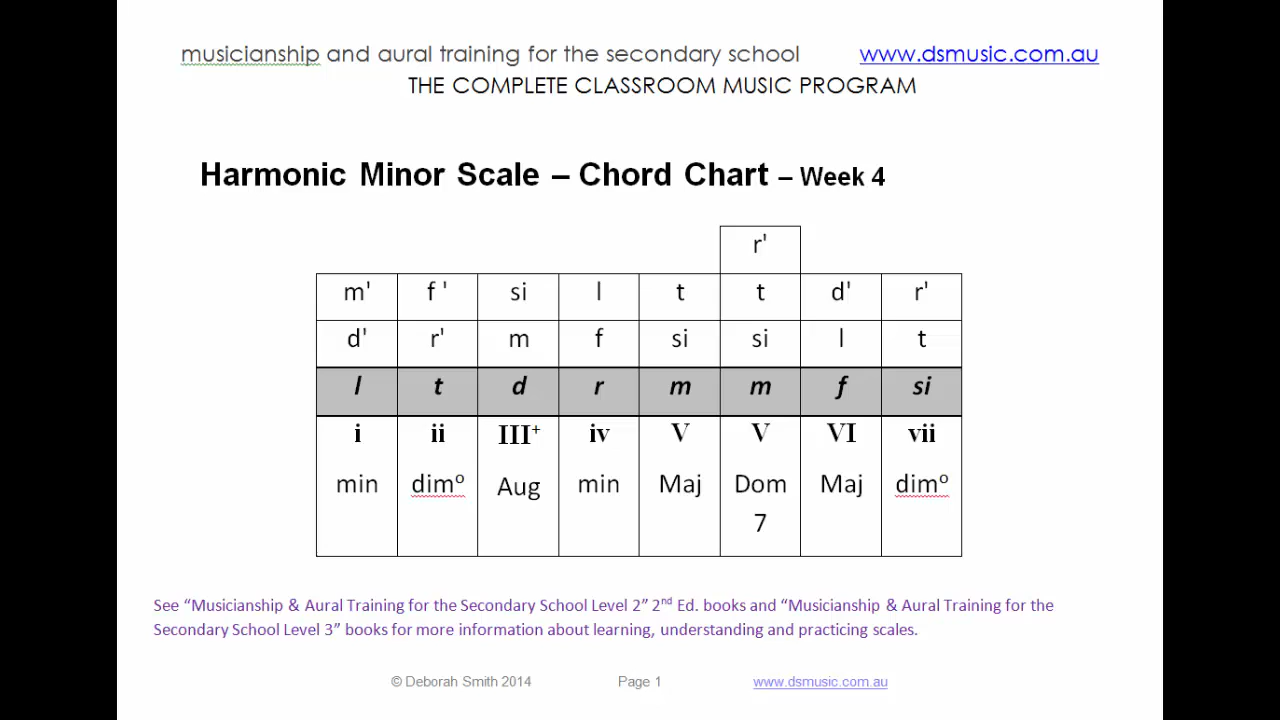 musicianship and aural training for the secondary school www.dsmusic.com.au
THE COMPLETE CLASSROOM MUSIC PROGRAM
Harmonic Minor Scale – Chord Chart – Week 4
r'
m' f ' si l t t d' r'
d' r' m f si si l t
l t d r m m f si
i ii III+ iv V V VI vii
min dimº Aug min Maj Dom Maj dimº
7
See “Musicianship & Aural Training for the Secondary School Level 2” 2nd Ed. books and “Musicianship & Aural Training for the
Secondary School Level 3” books for more information about learning, understanding and practicing scales.
© Deborah Smith 2014 Page 1 www.dsmusic.com.au